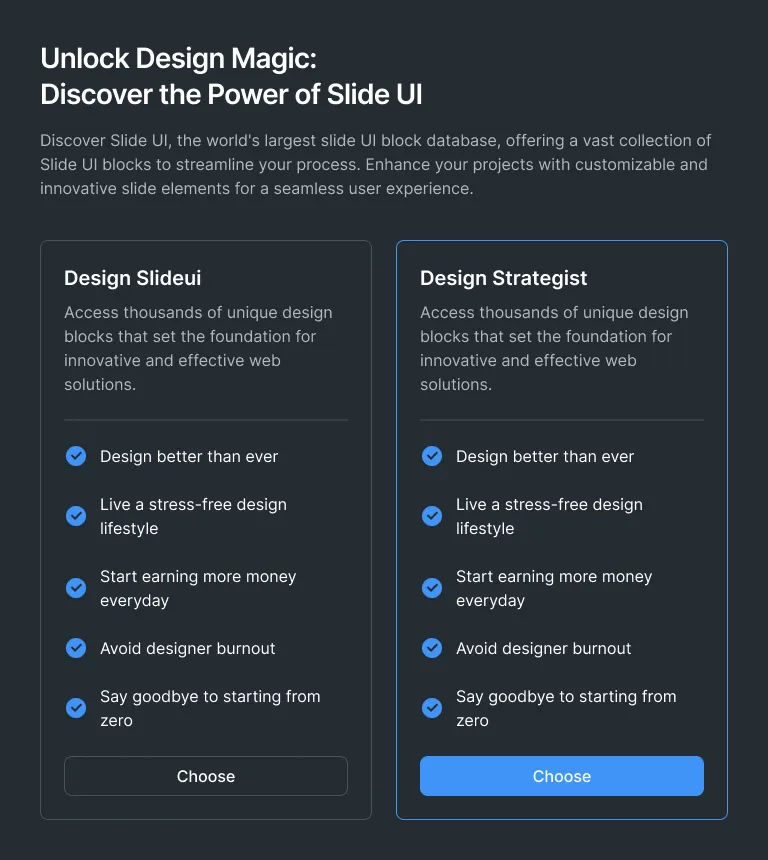 Unlock Design Magic:
Discover the Power of Slide UI
Discover Slide UI, the world's largest slide UI block database, offering a vast collection of
Slide UI blocks to streamline your process. Enhance your projects with customizable and
innovative slide elements for a seamless user experience.
Design Slideui
Access thousands of unique design
blocks that set the foundation for
innovative and effective web
solutions.
Design better than ever
Live a stress-free design
lifestyle
Start earning more money
everyday
Avoid designer burnout
Say goodbye to starting from
zero
Choose
Design Strategist
Access thousands of unique design
blocks that set the foundation for
innovative and effective web
solutions.
Design better than ever
Live a stress-free design
lifestyle
Start earning more money
everyday
Avoid designer burnout
Say goodbye to starting from
zero
Choose